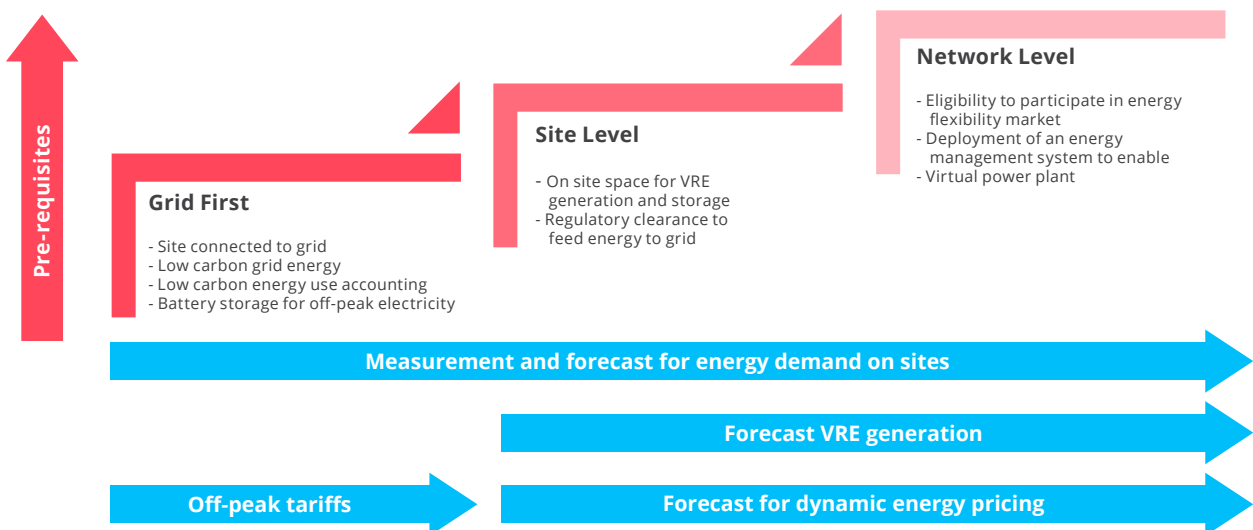 Pre-requisites
Grid First
- Site connected to grid
- Low carbon grid energy
- Low carbon energy use accounting
- Battery storage for off-peak electricity
Site Level
- On site space for VRE
generation and storage
- Regulatory clearance to
feed energy to grid
Network Level
- Eligibility to participate in energy
flexibility market
- Deployment of an energy
management system to enable
- Virtual power plant
Measurement and forecast for energy demand on sites
Forecast VRE generation
Off-peak tariffs
Forecast for dynamic energy pricing